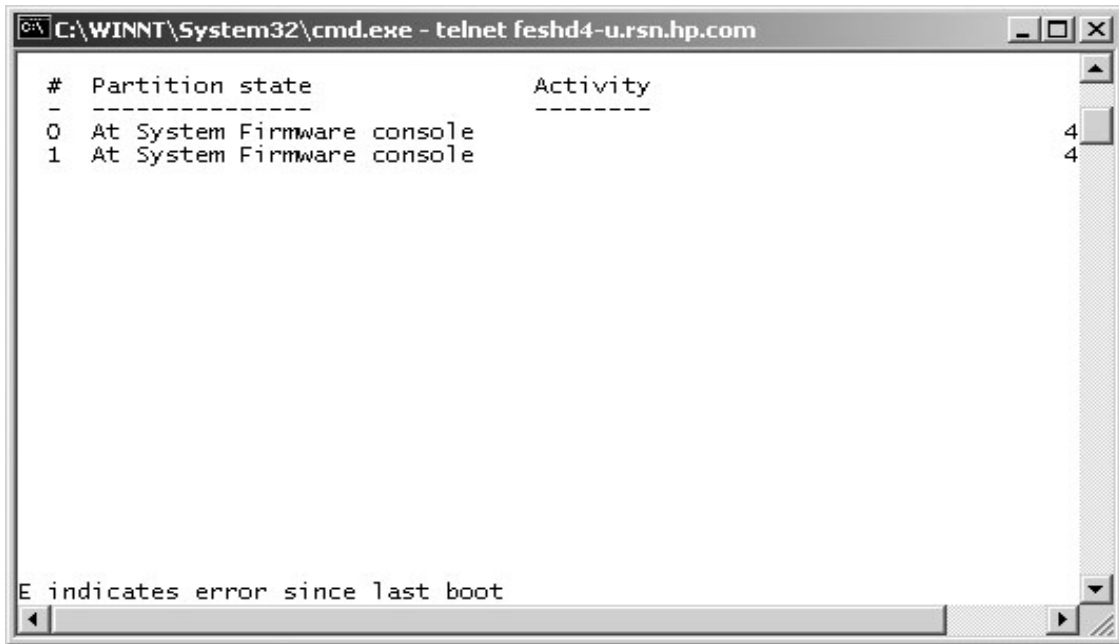 C:\WINNT\System32\cmd.exe - telnet feshd4-u.rsn.hp.com
# Partition state Activity
- --------------- --------
0 At System Firmware console 4
1 At System Firmware console 4
E indicates error since last boot